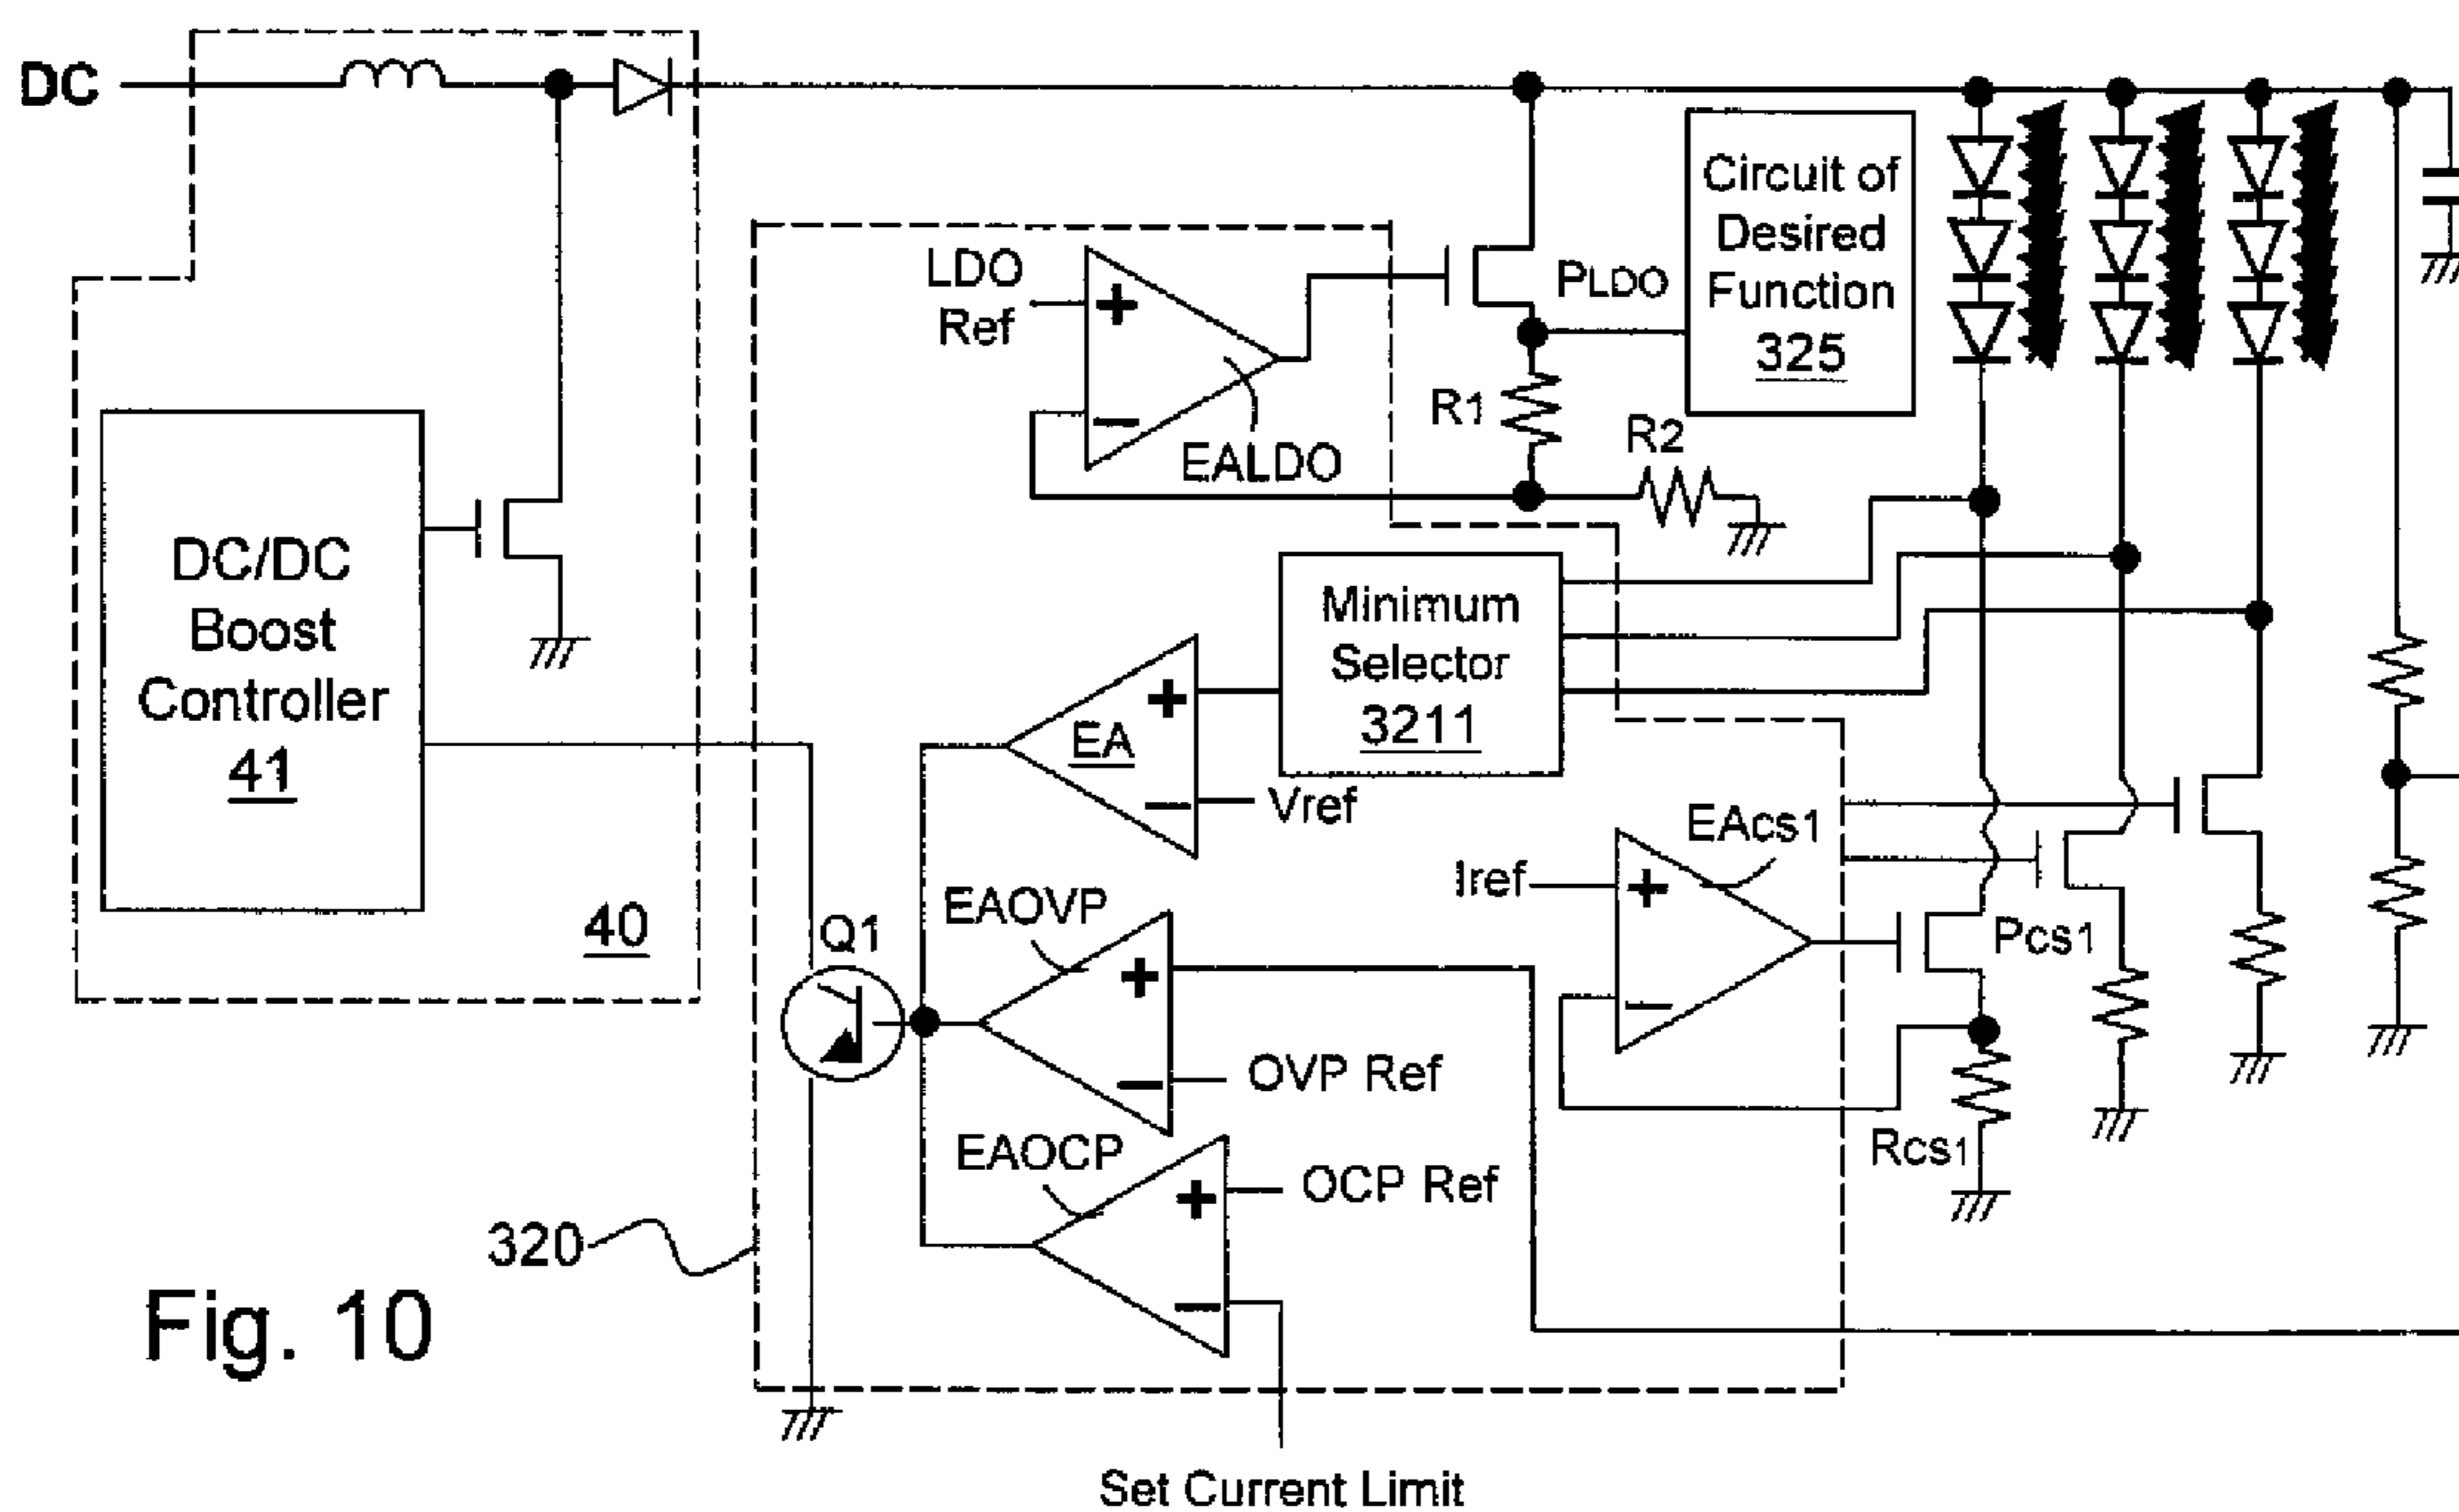 DC
Circuit of
Desired
Function
325
LDO
Ref
+
−
EALDO
PLDO
R1
R2
DC/DC
Boost
Controller
41
40
Minimum
Selector
3211
+
EA
−
Vref
EAcs1
Iref
+
−
Pcs1
Rcs1
Q1
EAOVP
+
−
OVP Ref
EAOCP
+
OCP Ref
−
320
Fig. 10
Set Current Limit